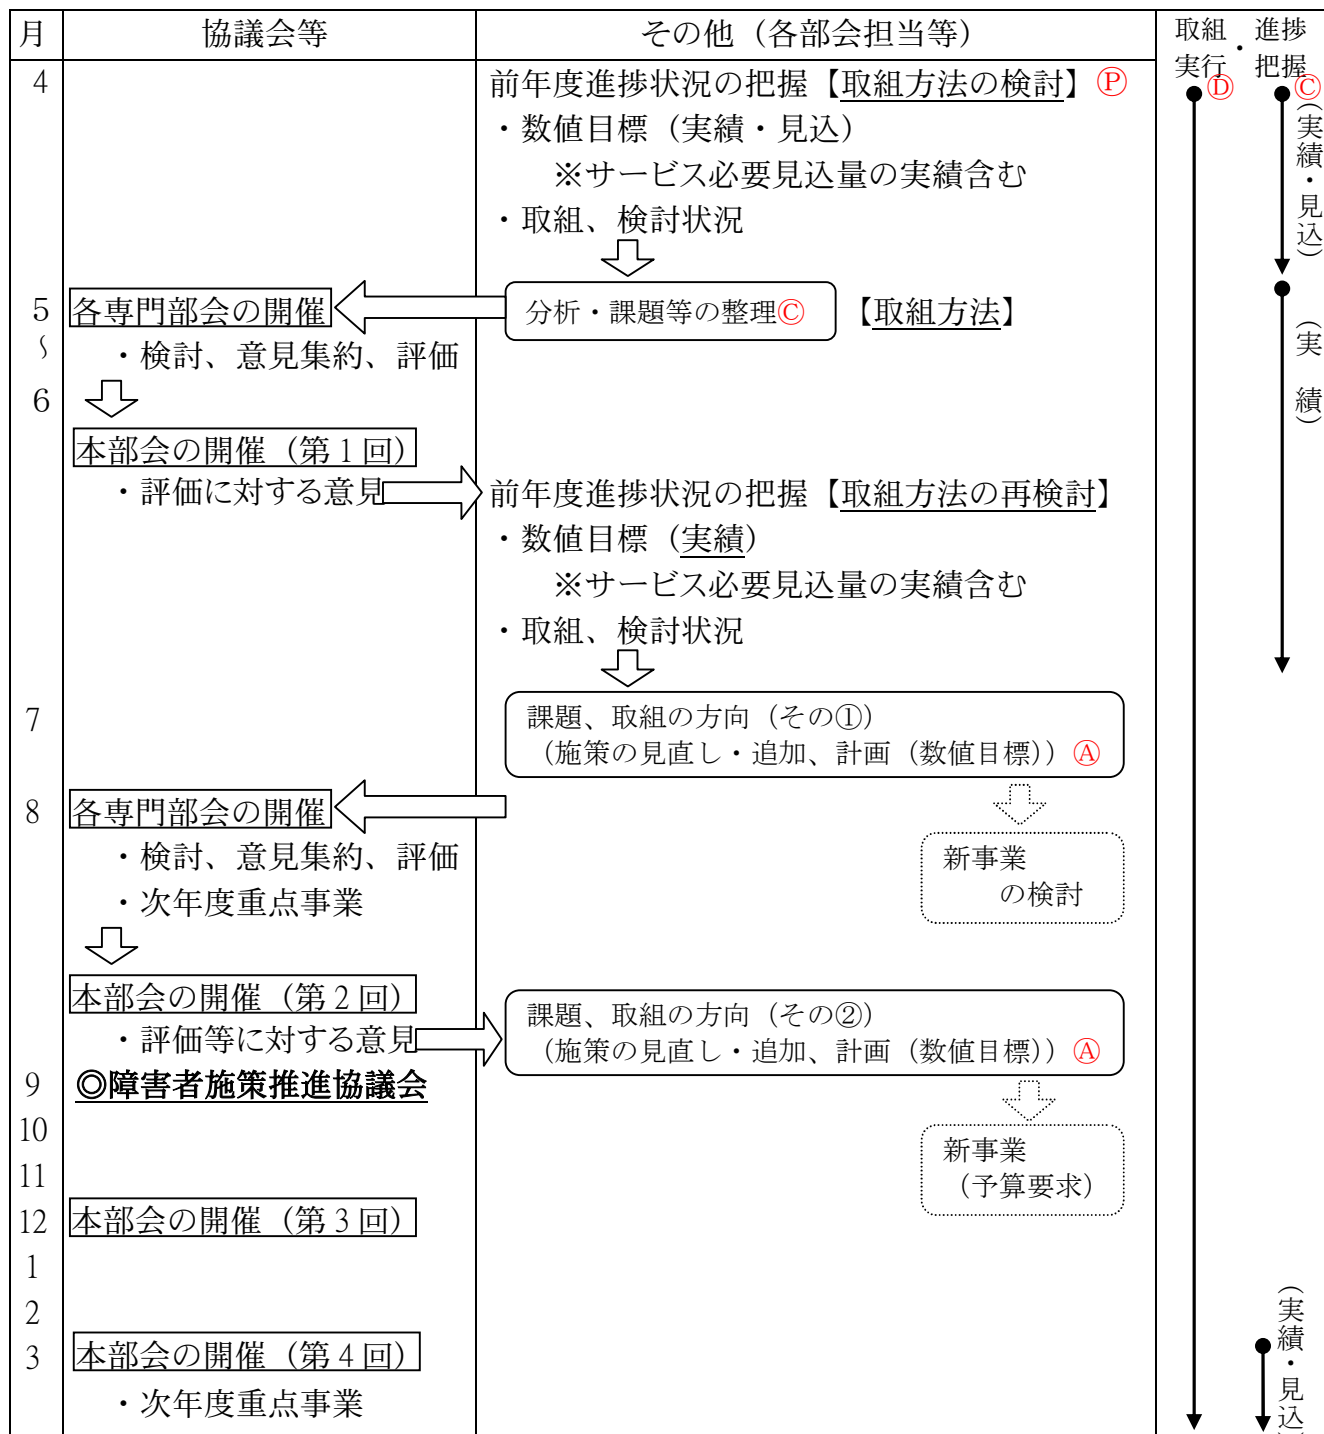 月 協議会等 その他（各部会担当等） 取組・進捗
実行Ⓓ 把握Ⓒ
4 前年度進捗状況の把握【取組方法の検討】Ⓟ
・数値目標（実績・見込）
※サービス必要見込量の実績含む
・取組、検討状況
（実績・見込）
5 各専門部会の開催 分析・課題等の整理Ⓒ 【取組方法】
～ ・検討、意見集約、評価
（実 績）
6
本部会の開催（第１回）
・評価に対する意見 前年度進捗状況の把握【取組方法の再検討】
・数値目標（実績）
※サービス必要見込量の実績含む
・取組、検討状況
7 課題、取組の方向（その①）
（施策の見直し・追加、計画（数値目標））Ⓐ
8 各専門部会の開催
・検討、意見集約、評価
・次年度重点事業
新事業
の検討
本部会の開催（第２回）
・評価等に対する意見
課題、取組の方向（その②）
（施策の見直し・追加、計画（数値目標））Ⓐ
9 ◎障害者施策推進協議会
10
11
新事業
（予算要求）
12 本部会の開催（第３回）
1
2
3 本部会の開催（第４回）
・次年度重点事業
（実績・見込）